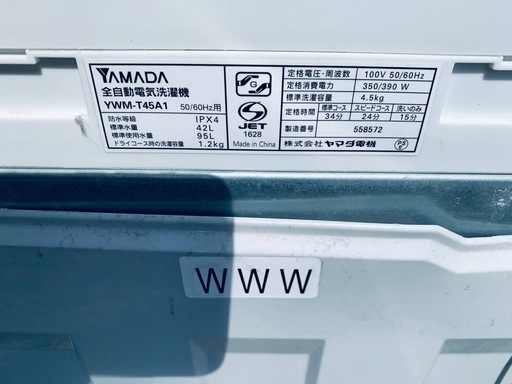 YAMADA
全自動電気洗濯機
YWM-T45A1 50/60Hz用
防水等級 IPX4
標準水量 42L
標準使用水量 95L
ドライコース時の洗濯容量 1.2kg
JET
1628
Made in China
定格電圧・周波数 100V 50/60Hz
定格消費電力 350/390 W
標準洗濯・脱水容量 4.5kg
定格時間 標準コース スピードコース 洗いのみ
34分 24分 15分
製造番号 558572
株式会社ヤマダ電機 PSE
WWW